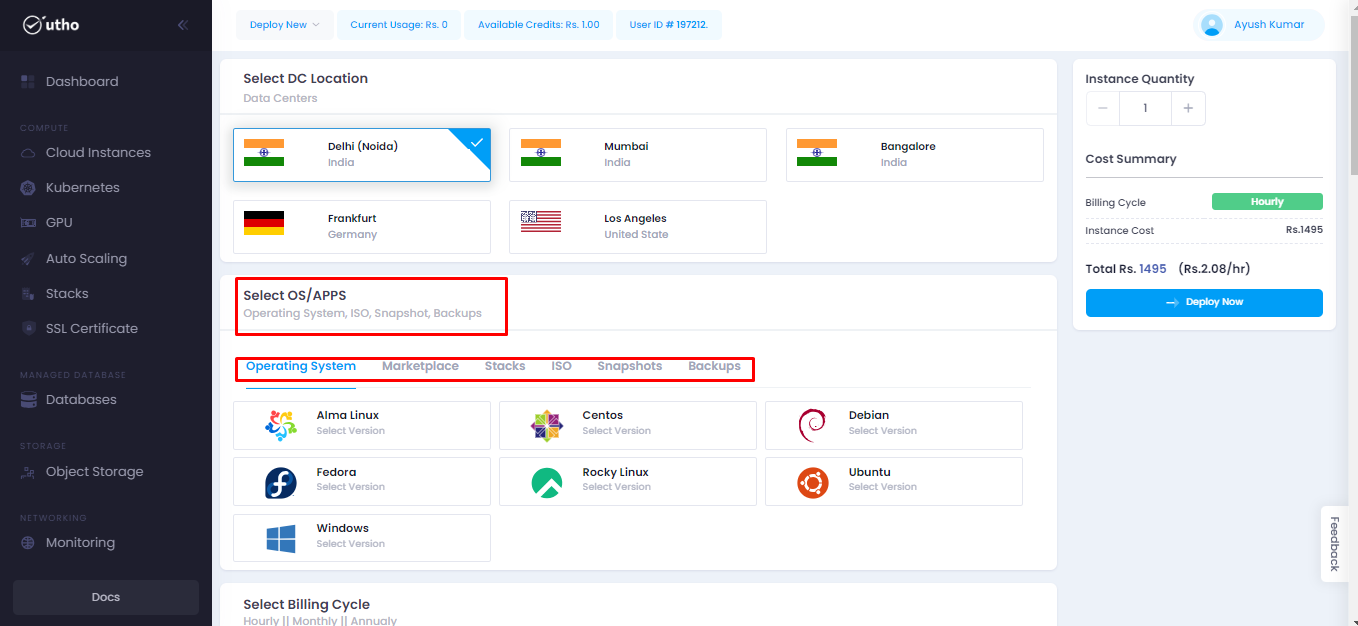 utho
Deploy New
Current Usage: Rs. 0
Available Credits: Rs. 1.00
User ID # 197212.
Ayush Kumar
Dashboard
COMPUTE
Cloud Instances
Kubernetes
GPU
Auto Scaling
Stacks
SSL Certificate
MANAGED DATABASE
Databases
STORAGE
Object Storage
NETWORKING
Monitoring
Docs
Select DC Location
Data Centers
Delhi (Noida)
India
Mumbai
India
Bangalore
India
Frankfurt
Germany
Los Angeles
United State
Select OS/APPS
Operating System, ISO, Snapshot, Backups
Operating System Marketplace Stacks ISO Snapshots Backups
Alma Linux
Select Version
Centos
Select Version
Debian
Select Version
Fedora
Select Version
Rocky Linux
Select Version
Ubuntu
Select Version
Windows
Select Version
Select Billing Cycle
Hourly || Monthly || Annualy
Instance Quantity
− 1 +
Cost Summary
Billing Cycle Hourly
Instance Cost Rs.1495
Total Rs. 1495 (Rs.2.08/hr)
Deploy Now
Feedback